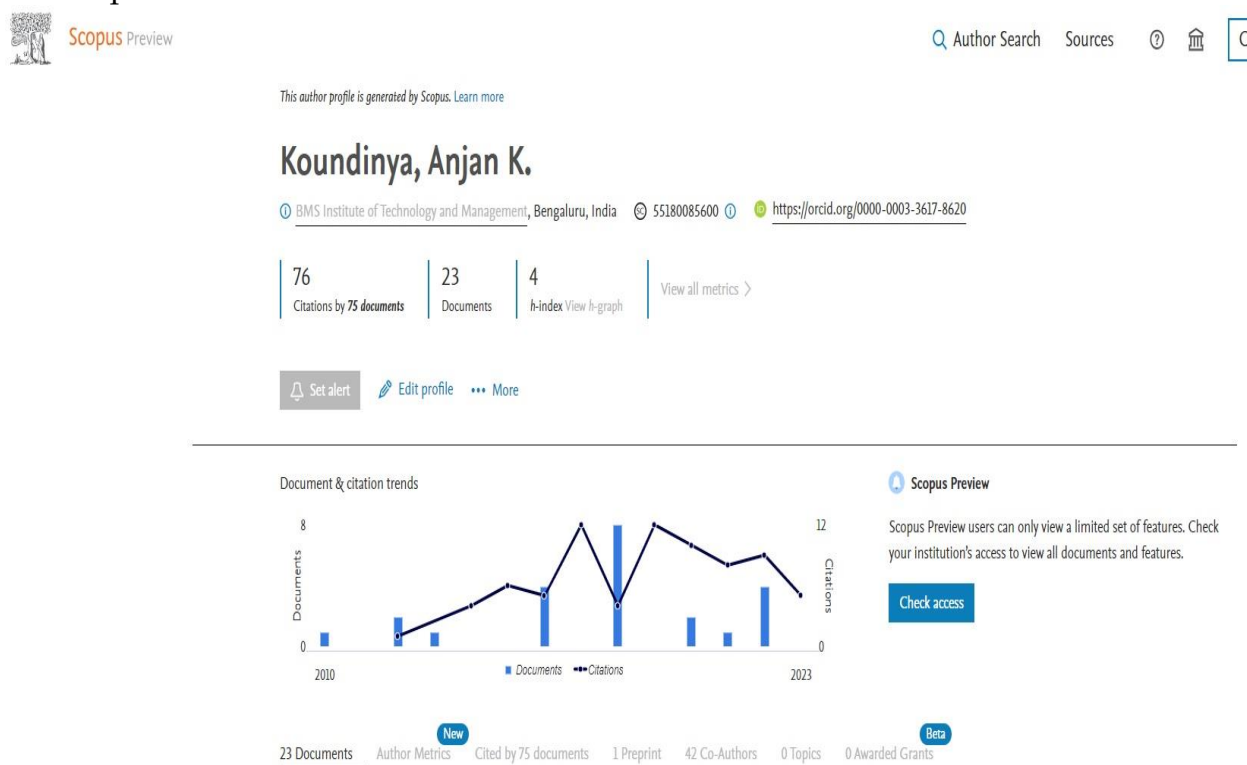 Scopus Preview
Author Search Sources
This author profile is generated by Scopus. Learn more
Koundinya, Anjan K.
BMS Institute of Technology and Management, Bengaluru, India SC 55180085600 iD https://orcid.org/0000-0003-3617-8620
76 23 4
Citations by 75 documents Documents h-index View h-graph View all metrics >
Set alert Edit profile ••• More
Document & citation trends
Scopus Preview
8 12
Scopus Preview users can only view a limited set of features. Check
your institution's access to view all documents and features.
Documents
Citations
Check access
0 0
2010 2023
Documents Citations
New Beta
23 Documents Author Metrics Cited by 75 documents 1 Preprint 42 Co-Authors 0 Topics 0 Awarded Grants